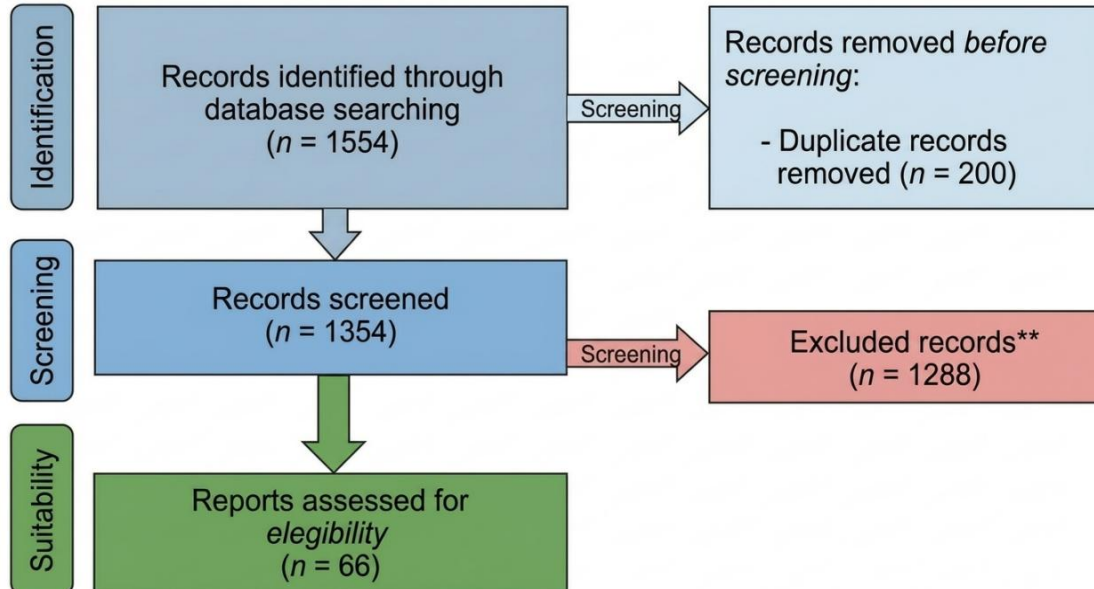 Identification
Records identified through
database searching
(n = 1554)
Screening
Records removed before
screening:
- Duplicate records
removed (n = 200)
Screening
Records screened
(n = 1354)
Screening
Excluded records**
(n = 1288)
Suitability
Reports assessed for
elegibility
(n = 66)